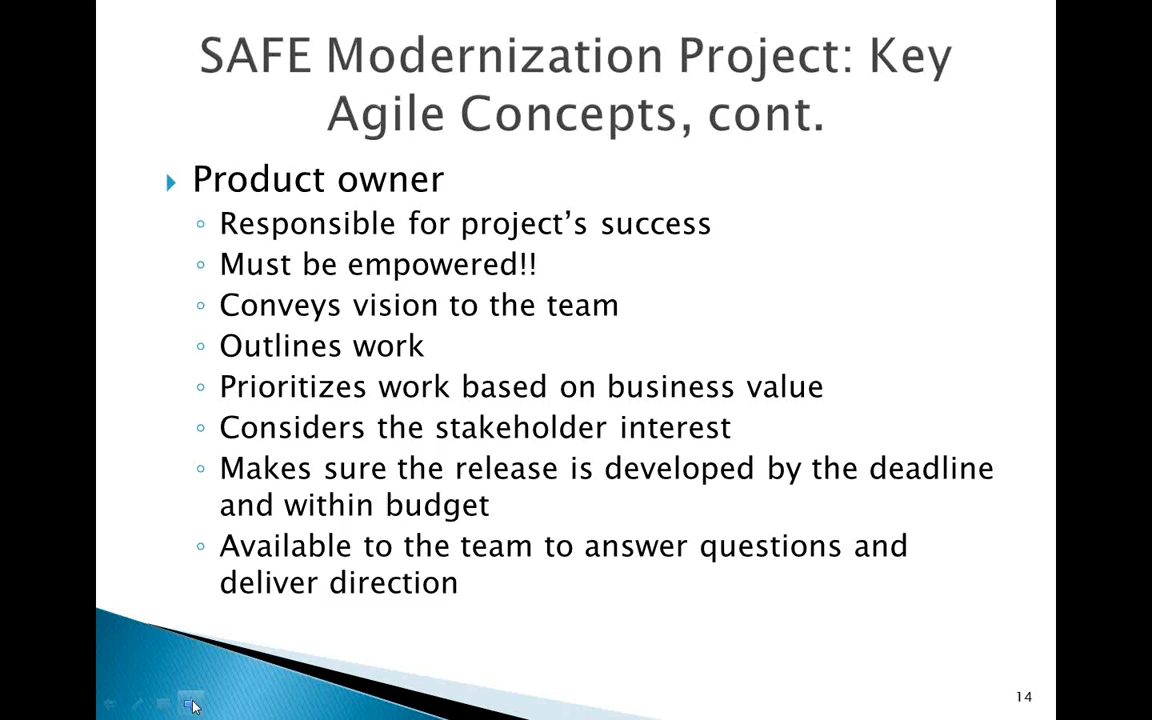 SAFE Modernization Project: Key
Agile Concepts, cont.
Product owner
Responsible for project’s success
Must be empowered!!
Conveys vision to the team
Outlines work
Prioritizes work based on business value
Considers the stakeholder interest
Makes sure the release is developed by the deadline
and within budget
Available to the team to answer questions and
deliver direction
14